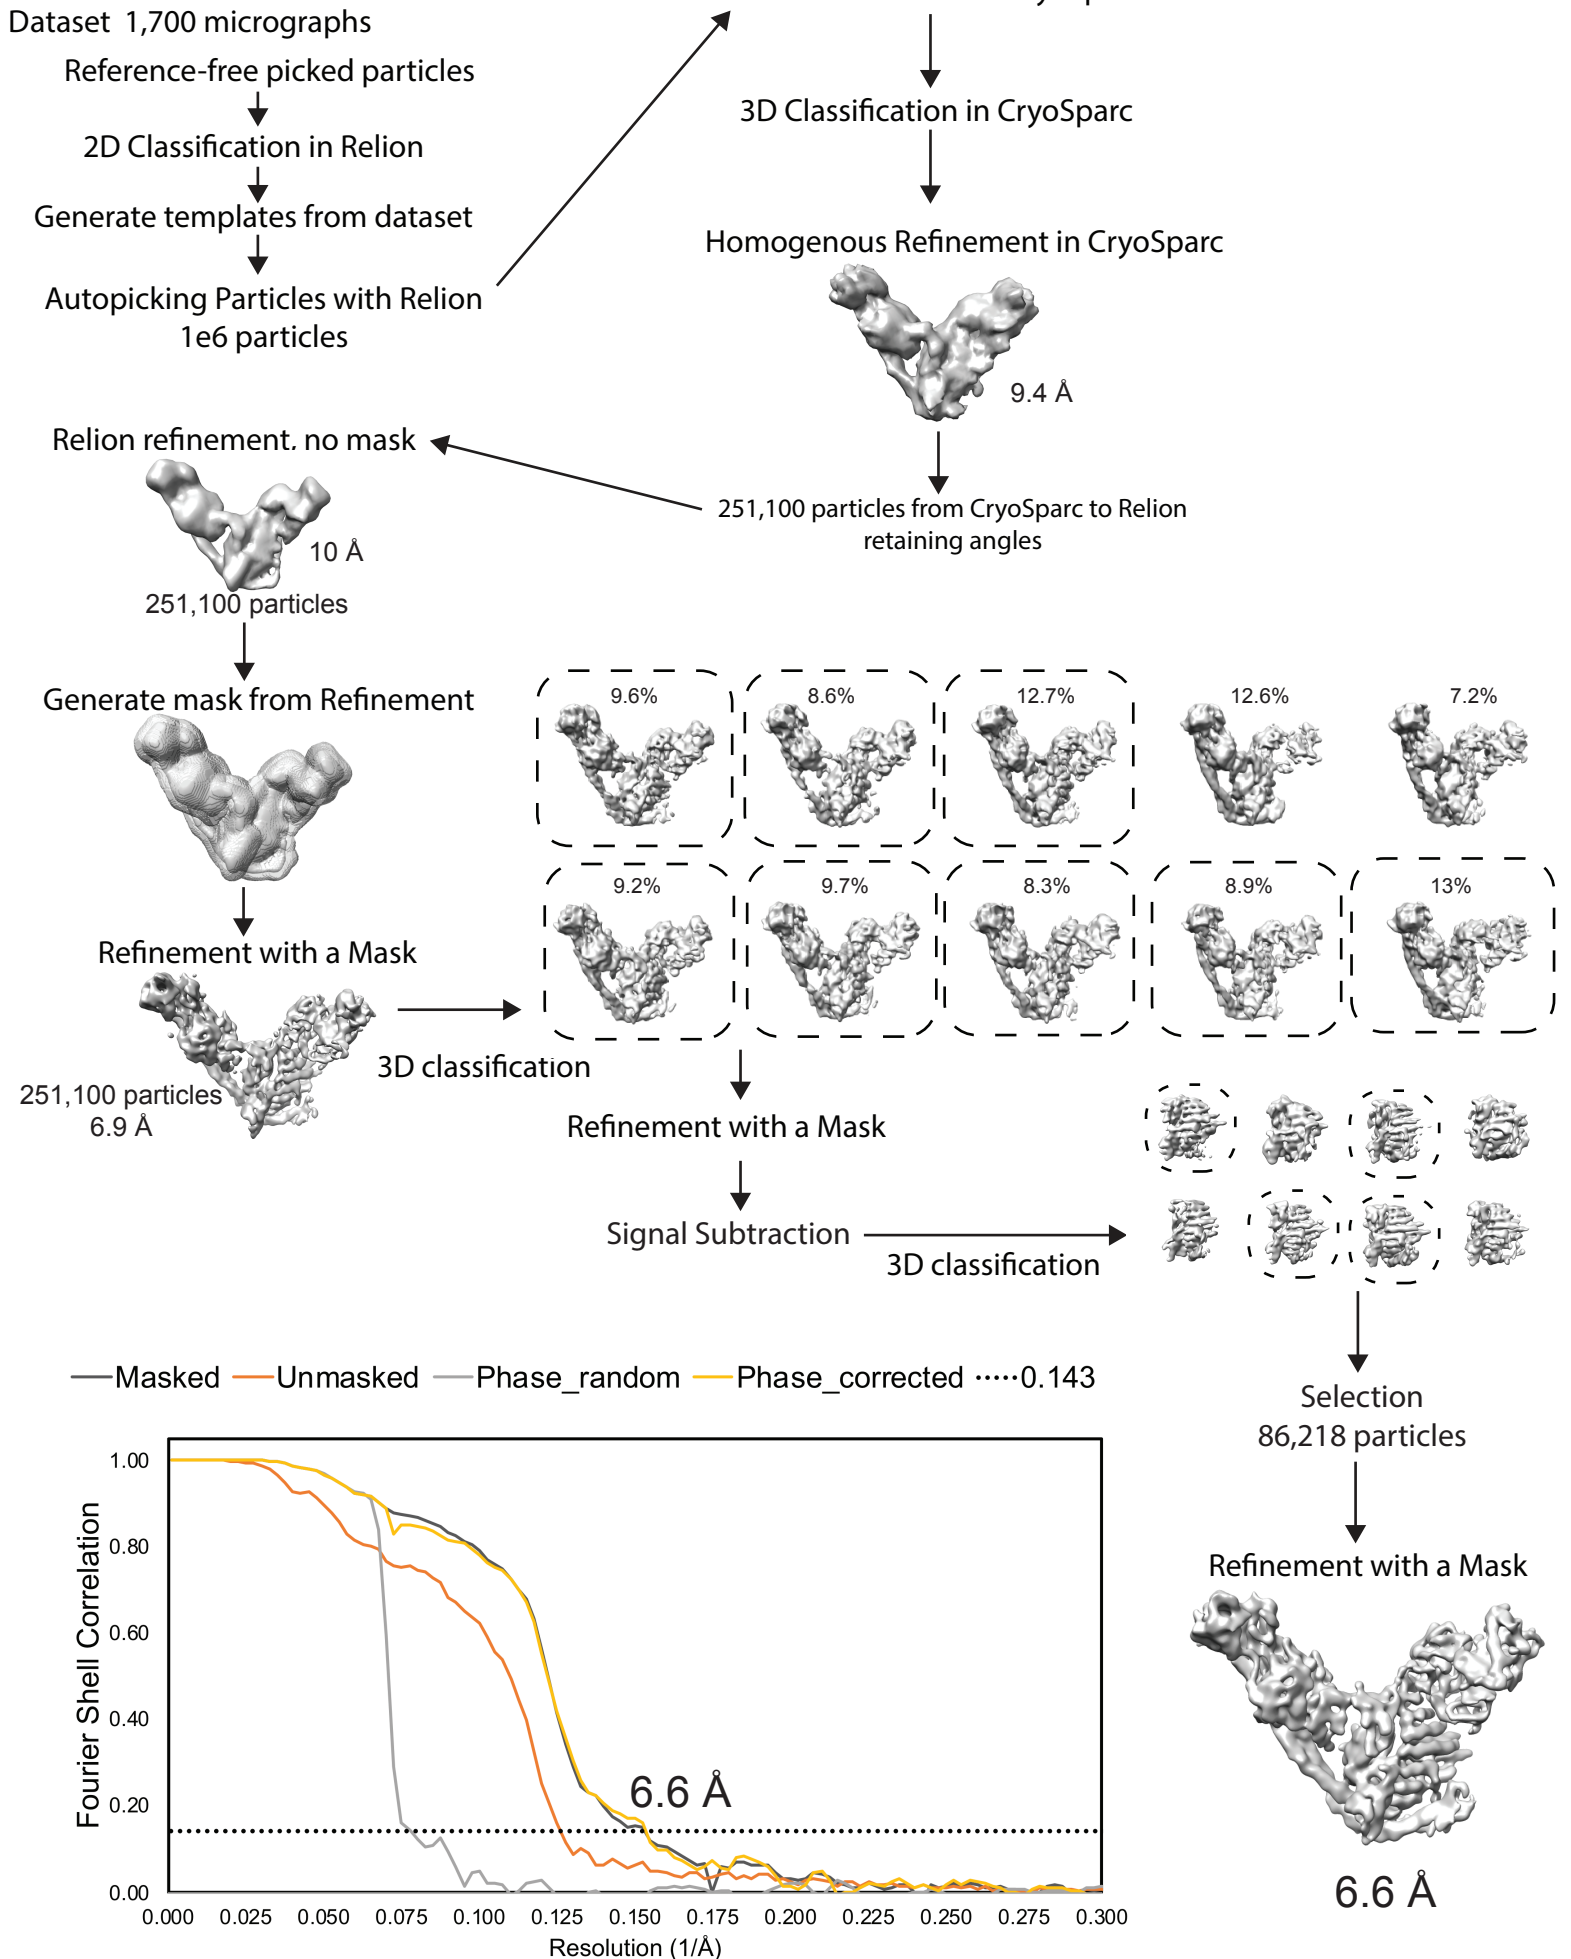 Dataset 1,700 micrographs
Reference-free picked particles
2D Classification in Relion
Generate templates from dataset
Autopicking Particles with Relion
1e6 particles
3D Classification in CryoSparc
Homogenous Refinement in CryoSparc
9.4 Å
251,100 particles from CryoSparc to Relion
retaining angles
Relion refinement, no mask
10 Å
251,100 particles
Generate mask from Refinement
Refinement with a Mask
251,100 particles
6.9 Å
3D classification
9.6%
8.6%
12.7%
12.6%
7.2%
9.2%
9.7%
8.3%
8.9%
13%
Refinement with a Mask
Signal Subtraction
3D classification
Selection
86,218 particles
Refinement with a Mask
6.6 Å
Masked Unmasked Phase_random Phase_corrected 0.143
Fourier Shell Correlation
1.00
0.80
0.60
0.40
0.20
0.00
6.6 Å
0.000 0.025 0.050 0.075 0.100 0.125 0.150 0.175 0.200 0.225 0.250 0.275 0.300
Resolution (1/Å)